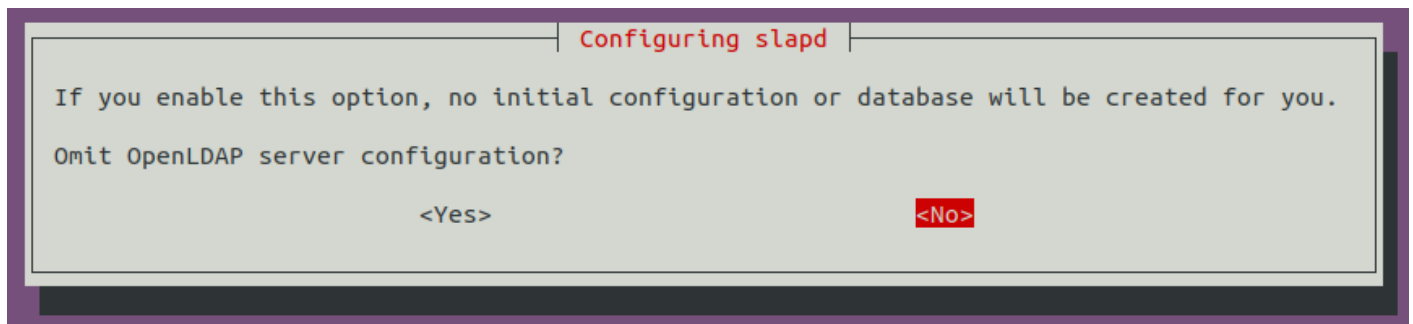 Configuring slapd
If you enable this option, no initial configuration or database will be created for you.
Omit OpenLDAP server configuration?
<Yes> <No>